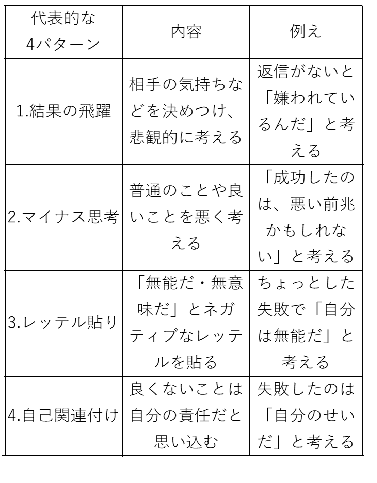 代表的な
4パターン
内容
例え
1.結果の飛躍
相手の気持ちな
どを決めつけ、
悲観的に考える
返信がないと
「嫌われてい
るんだ」と考
える
2.マイナス思考
普通のことや良
いことを悪く考
える
「成功したの
は、悪い前兆
かもしれな
い」と考える
3.レッテル貼り
「無能だ・無意
味だ」とネガ
ティブなレッテ
ルを貼る
ちょっとした
失敗で「自分
は無能だ」と
考える
4.自己関連付け
良くないことは
自分の責任だと
思い込む
失敗したのは
「自分のせい
だ」と考える